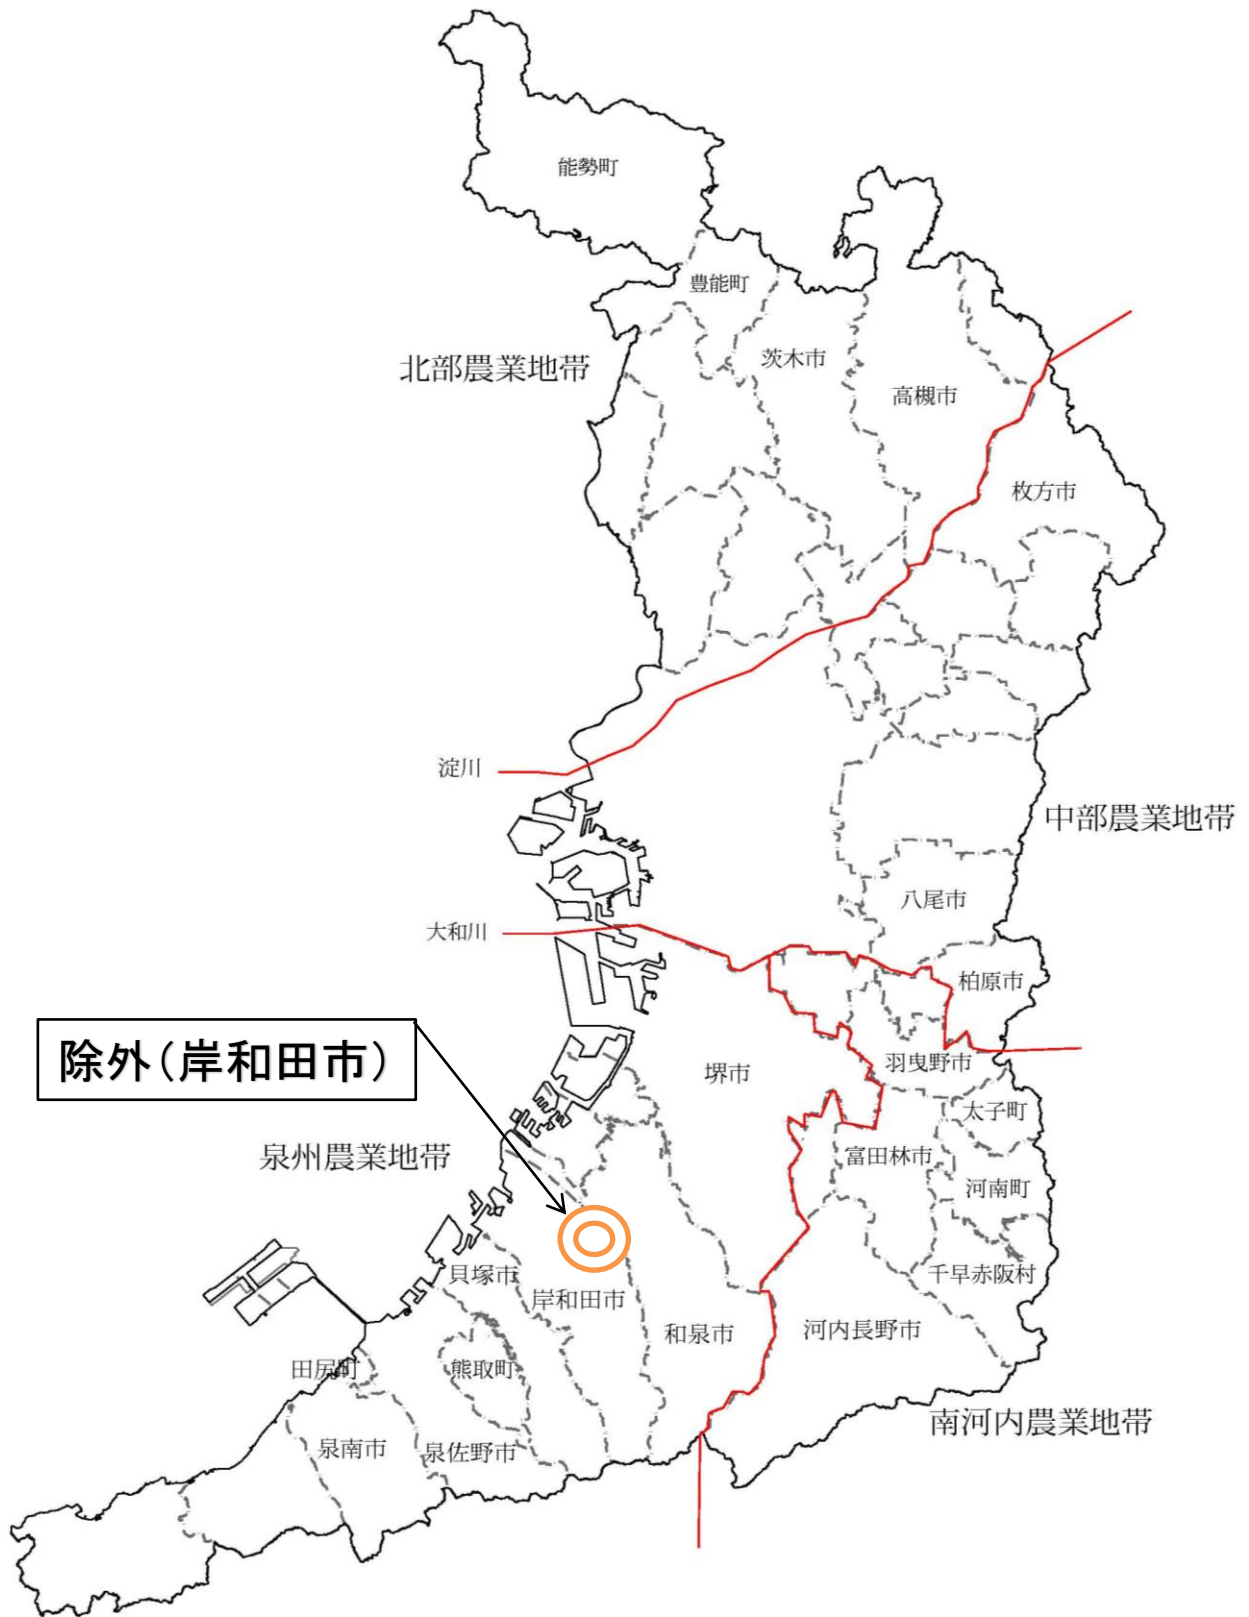 能勢町
豊能町
北部農業地帯
茨木市
高槻市
枚方市
淀川
中部農業地帯
八尾市
大和川
柏原市
除外(岸和田市)
羽曳野市
堺市
太子町
泉州農業地帯
富田林市
河南町
貝塚市
千早赤阪村
岸和田市
和泉市
河内長野市
田尻町
熊取町
南河内農業地帯
泉南市
泉佐野市